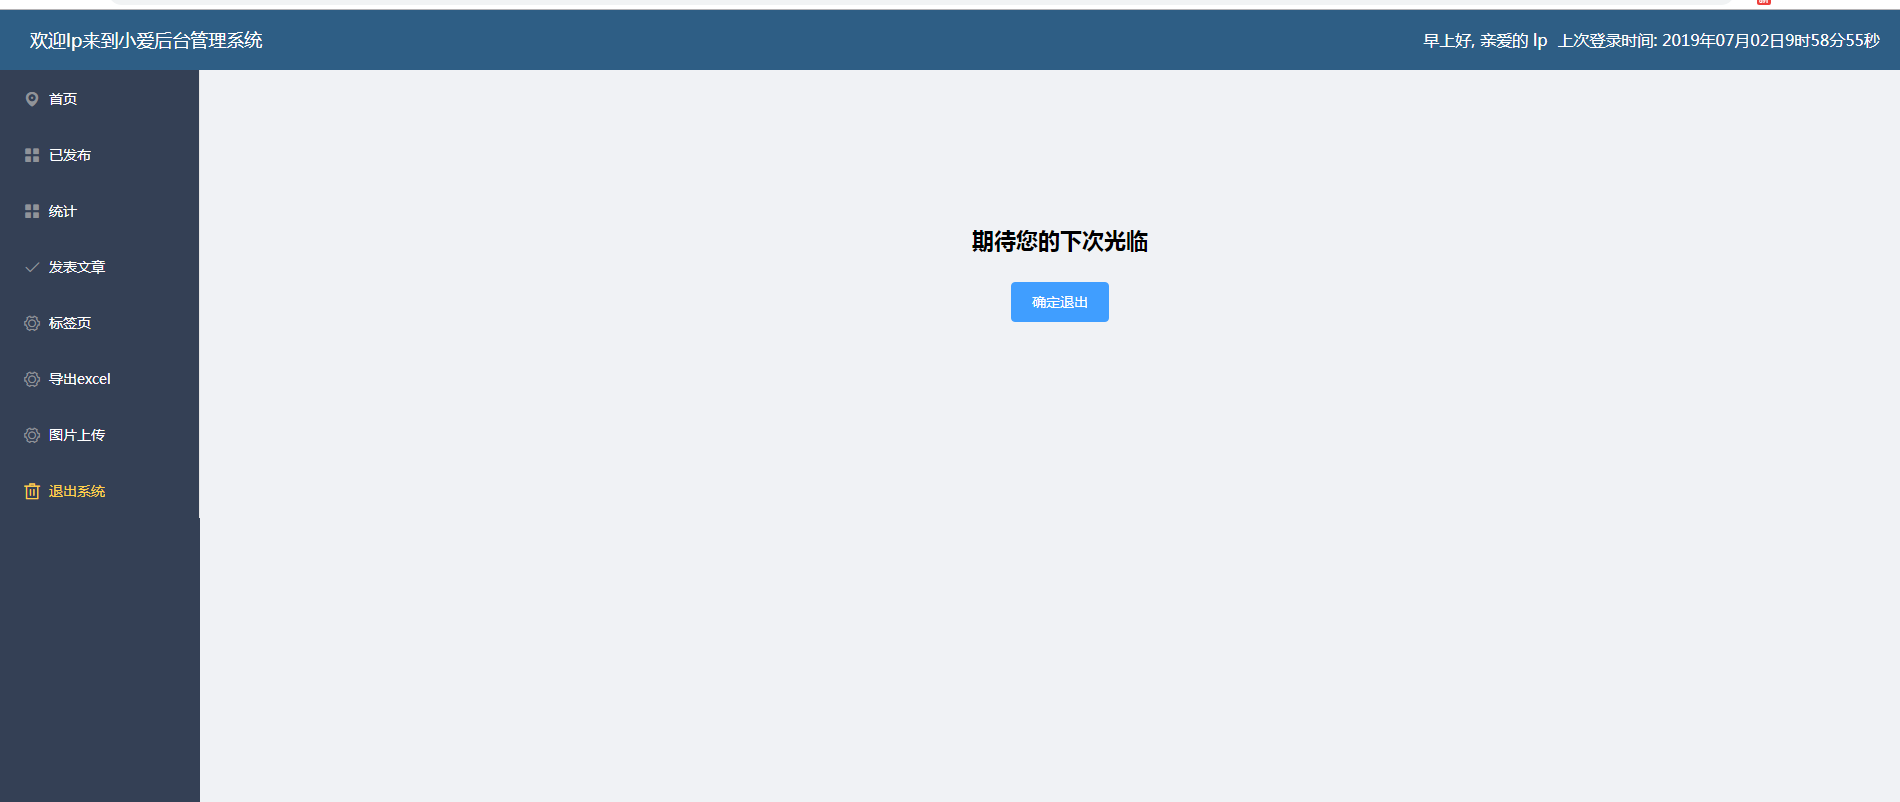 欢迎lp来到小爱后台管理系统
早上好, 亲爱的 lp 上次登录时间: 2019年07月02日9时58分55秒
首页
已发布
统计
发表文章
标签页
导出excel
图片上传
退出系统
期待您的下次光临
确定退出